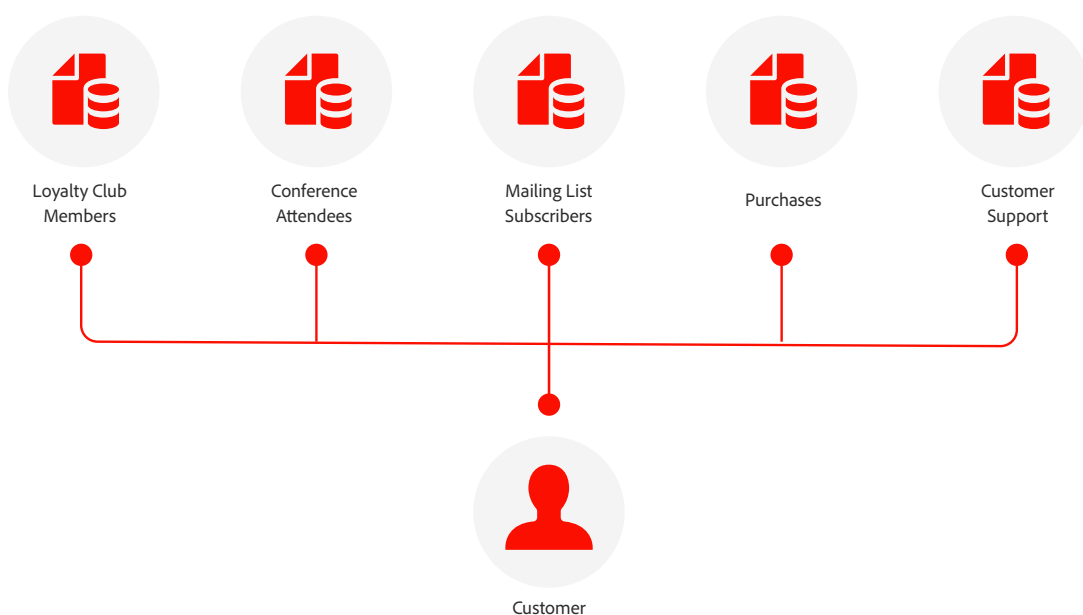 Loyalty Club
Members
Conference
Attendees
Mailing List
Subscribers
Purchases
Customer
Support
Customer